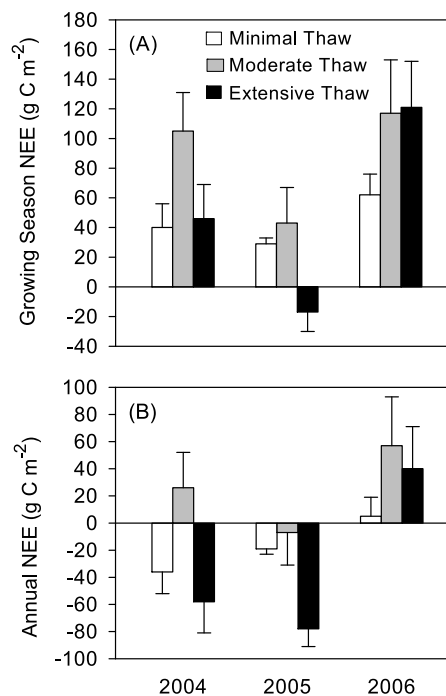 (A)
Minimal Thaw
Moderate Thaw
Extensive Thaw
Growing Season NEE (g C m⁻²)
180
160
140
120
100
80
60
40
20
0
-20
-40
(B)
Annual NEE (g C m⁻²)
100
80
60
40
20
0
-20
-40
-60
-80
-100
2004 2005 2006